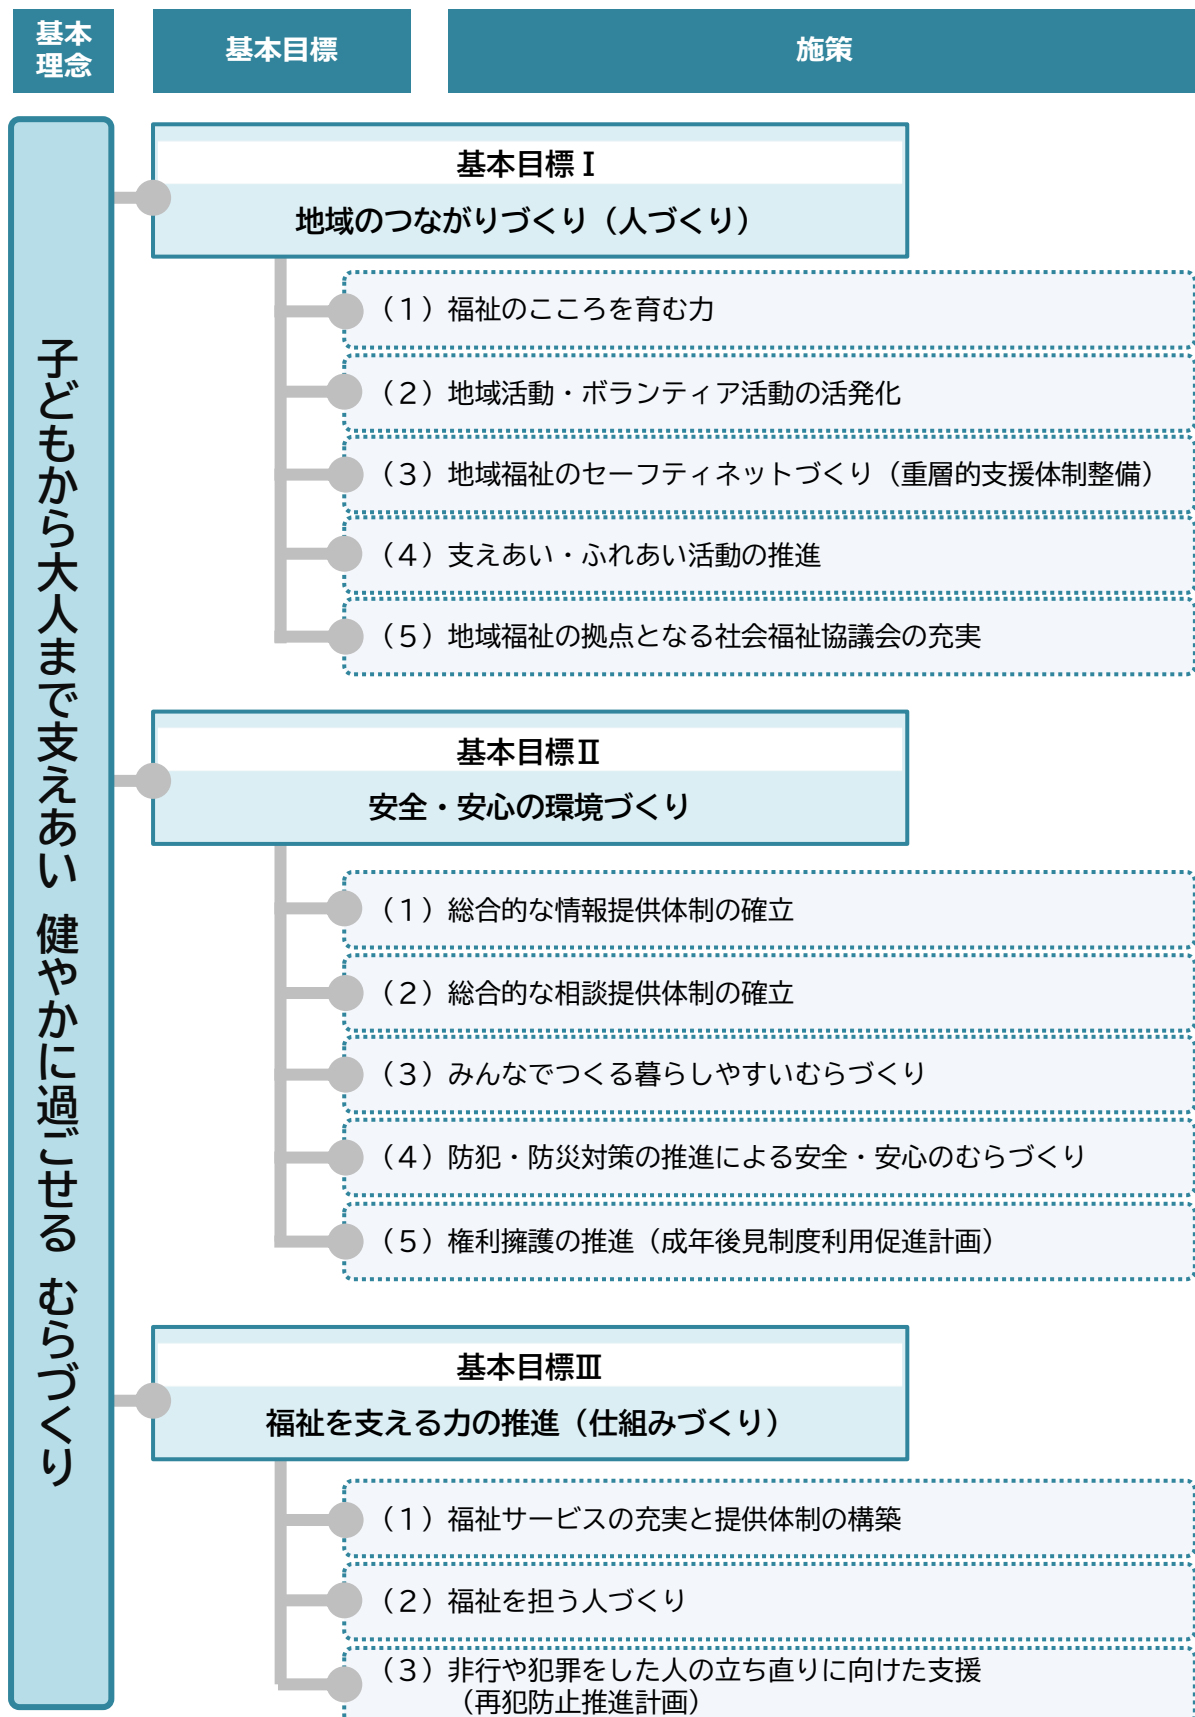 基本
理念
基本目標
施策
子どもから大人まで支えあい 健やかに過ごせる むらづくり
基本目標Ⅰ
地域のつながりづくり（人づくり）
（１）福祉のこころを育む力
（２）地域活動・ボランティア活動の活発化
（３）地域福祉のセーフティネットづくり（重層的支援体制整備）
（４）支えあい・ふれあい活動の推進
（５）地域福祉の拠点となる社会福祉協議会の充実
基本目標Ⅱ
安全・安心の環境づくり
（１）総合的な情報提供体制の確立
（２）総合的な相談提供体制の確立
（３）みんなでつくる暮らしやすいむらづくり
（４）防犯・防災対策の推進による安全・安心のむらづくり
（５）権利擁護の推進（成年後見制度利用促進計画）
基本目標Ⅲ
福祉を支える力の推進（仕組みづくり）
（１）福祉サービスの充実と提供体制の構築
（２）福祉を担う人づくり
（３）非行や犯罪をした人の立ち直りに向けた支援
（再犯防止推進計画）